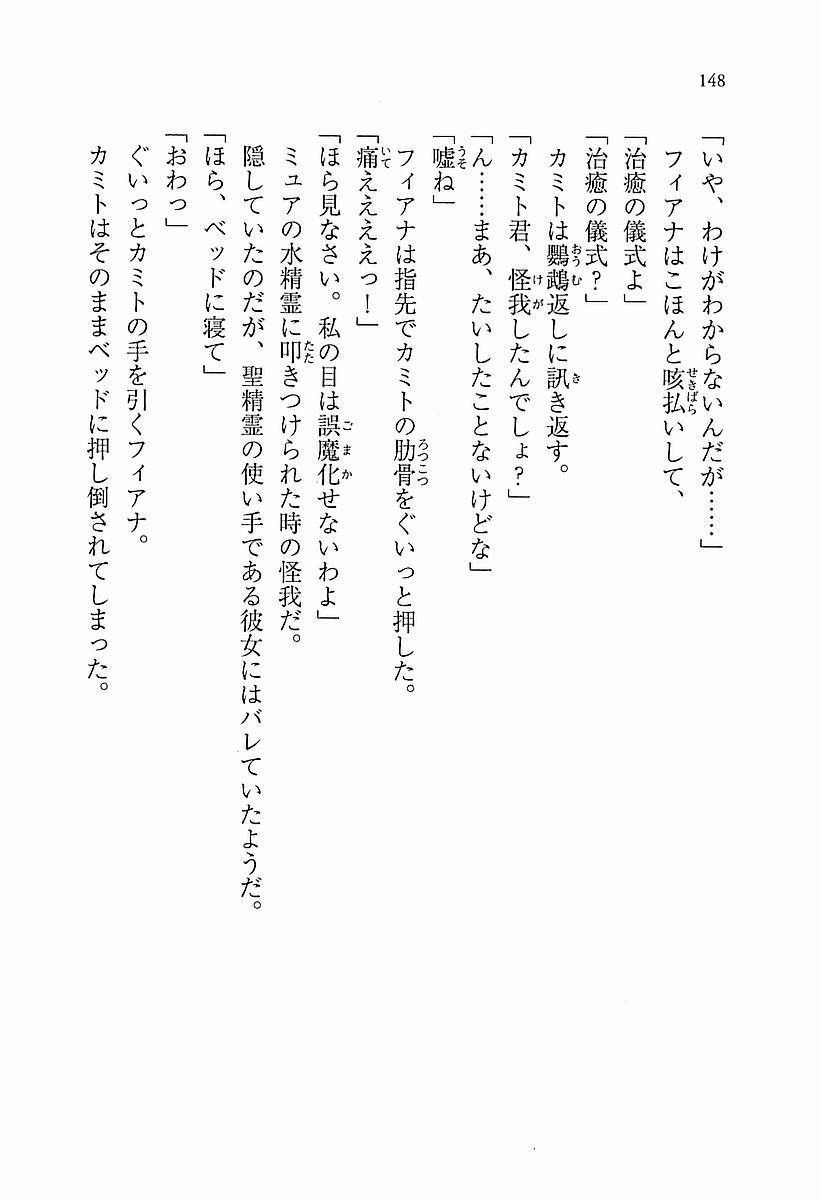 148
「いや、わけがわからないんだが……」
フィアナはこほんと咳払いして、
「治癒の儀式よ」
「治癒の儀式？」
カミトは鸚鵡返しに訊き返す。
「カミト君、怪我したんでしょ？」
「ん……まあ、たいしたことないけどな」
「嘘ね」
フィアナは指先でカミトの肋骨をぐいっと押した。
「痛えええっ！」
「ほら見なさい。私の目は誤魔化せないわよ」
ミュアの水精霊に叩きつけられた時の怪我だ。
隠していたのだが、聖精霊の使い手である彼女にはバレていたようだ。
「ほら、ベッドに寝て」
「おわっ」
ぐいっとカミトの手を引くフィアナ。
カミトはそのままベッドに押し倒されてしまった。